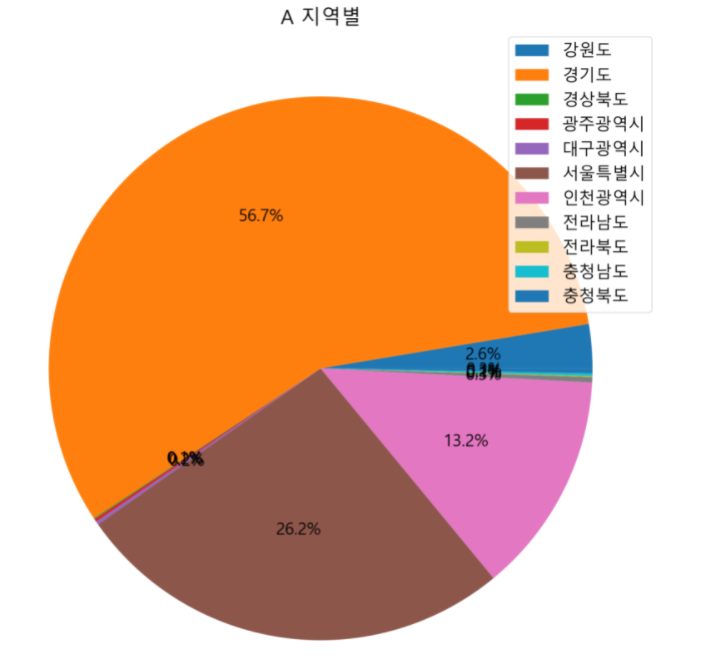 A 지역별
강원도
경기도
경상북도
광주광역시
대구광역시
서울특별시
인천광역시
전라남도
전라북도
충청남도
충청북도
56.7%
2.6%
13.2%
26.2%